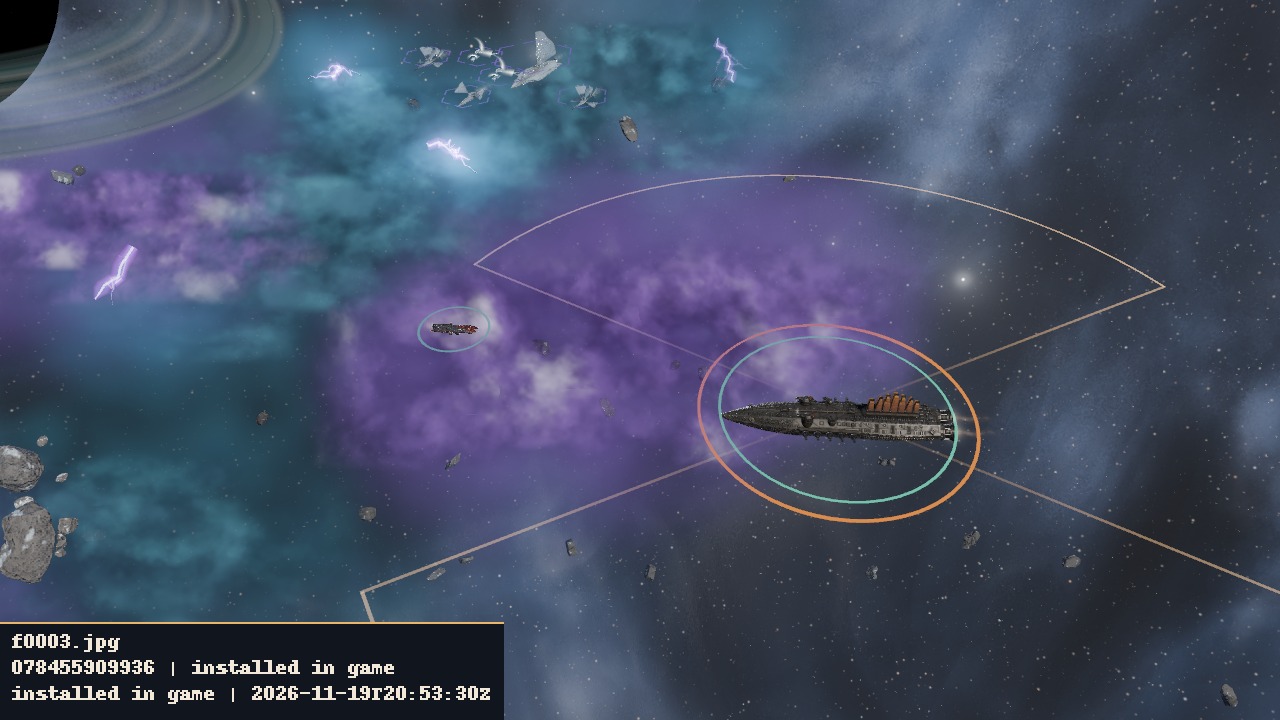 f0003.jpg
078455909936 | installed in game
installed in game | 2026-11-19T20:53:30Z